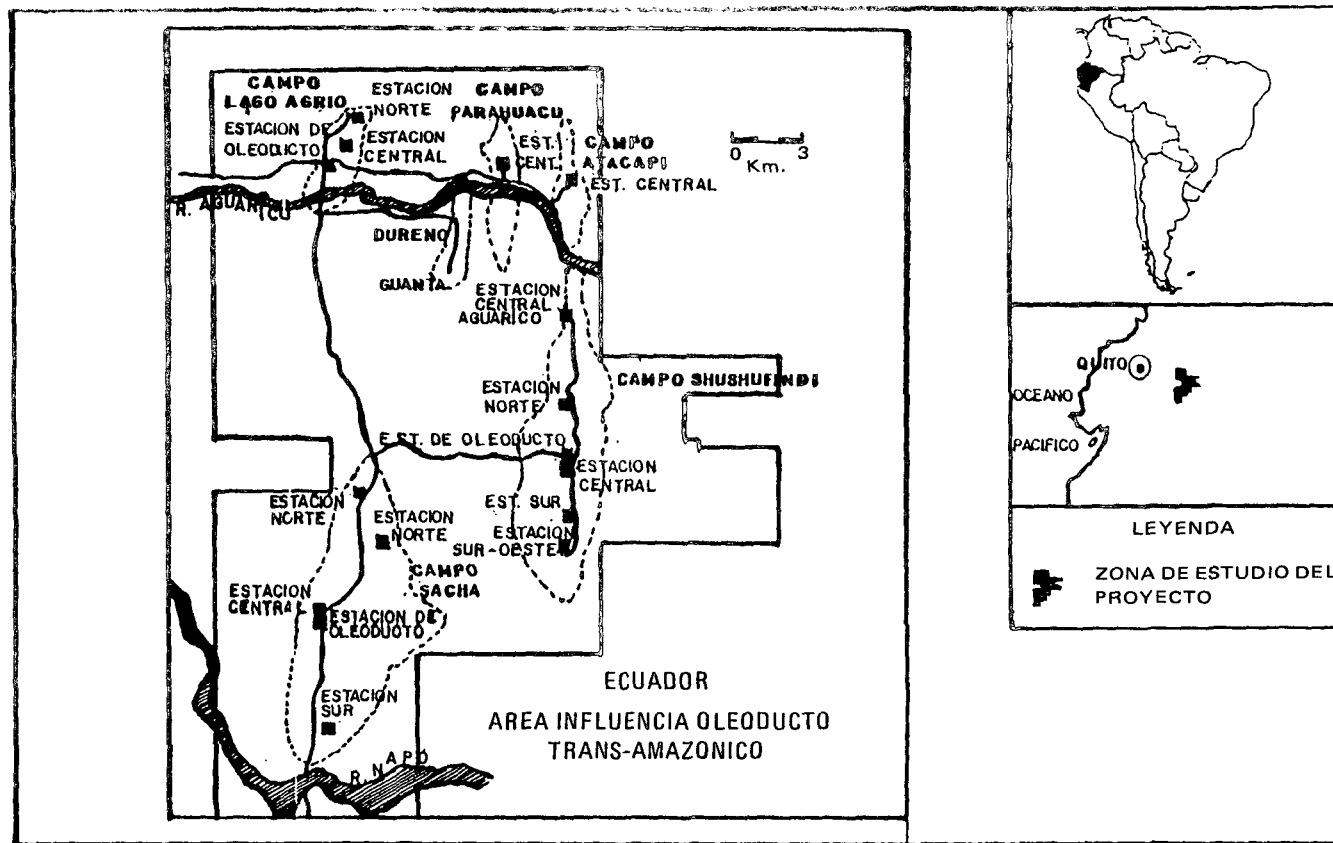 CAMPO
LAGO AGRIO
ESTACION
NORTE
CAMPO
PARAHUACU
ESTACION DE
OLEODUCTO
ESTACION
CENTRAL
EST.
CENT.
CAMPO
ATACAPI
EST. CENTRAL
0 3
Km.
R. AGUARICO
DURENO
GUANTA
ESTACION
CENTRAL
AGUARICO
ESTACION
NORTE
CAMPO SHUSHUFINDI
EST. DE OLEODUCTO
ESTACION
CENTRAL
ESTACION
NORTE
EST. SUR
ESTACION
NORTE
ESTACION
SUR-OESTE
CAMPO
SACHA
ESTACION
CENTRAL
ESTACION DE
OLEODUCTO
ESTACION
SUR
R. NAPO
ECUADOR
AREA INFLUENCIA OLEODUCTO
TRANS-AMAZONICO
QUITO
OCEANO
PACIFICO
LEYENDA
ZONA DE ESTUDIO DEL
PROYECTO